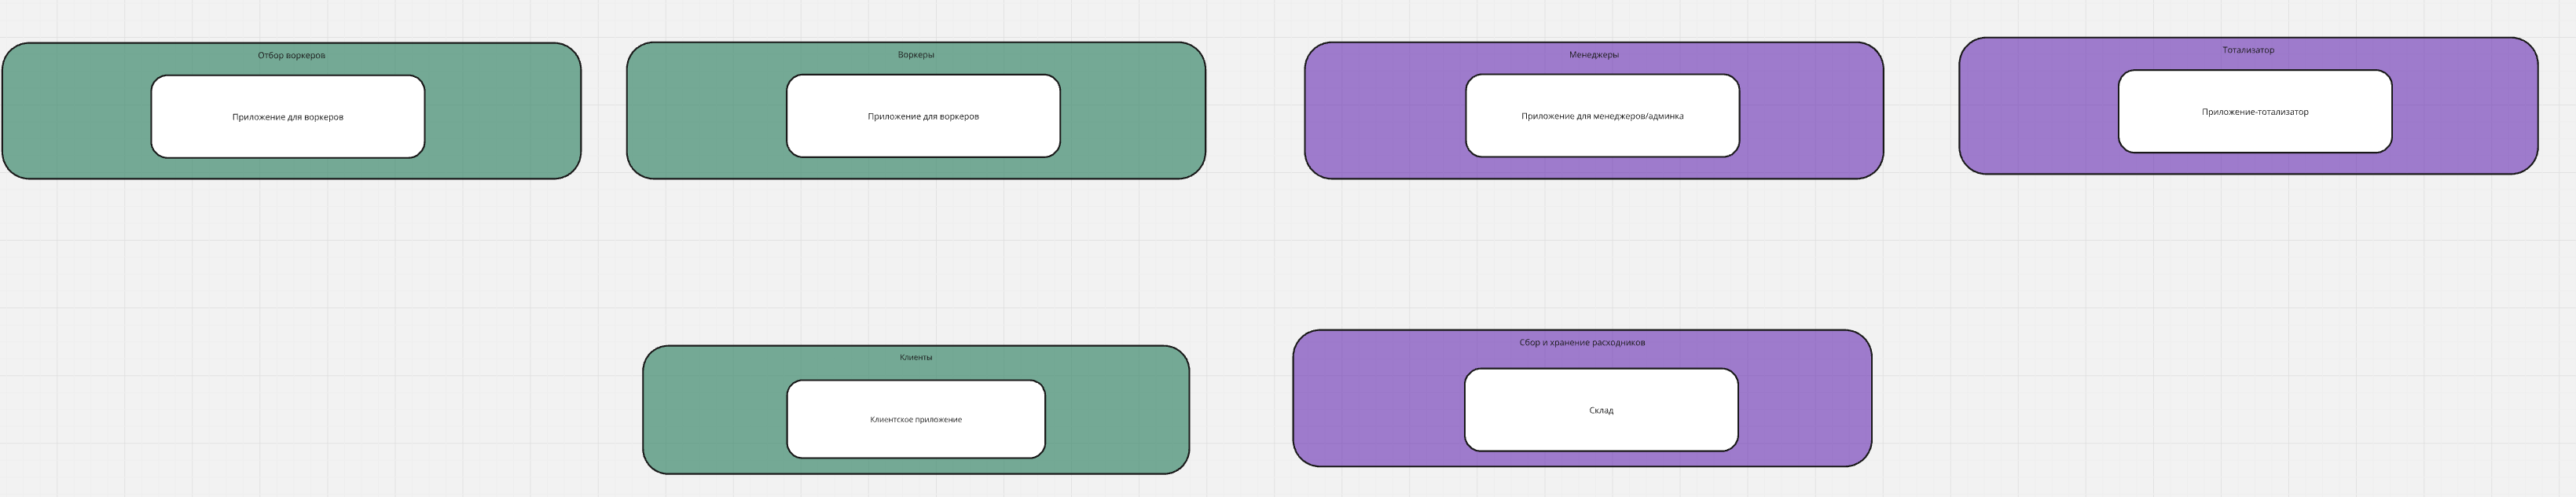 Отбор воркеров
Приложение для воркеров
Воркеры
Приложение для воркеров
Менеджеры
Приложение для менеджеров/админка
Тотализатор
Приложение-тотализатор
Клиенты
Клиентское приложение
Сбор и хранение расходников
Склад